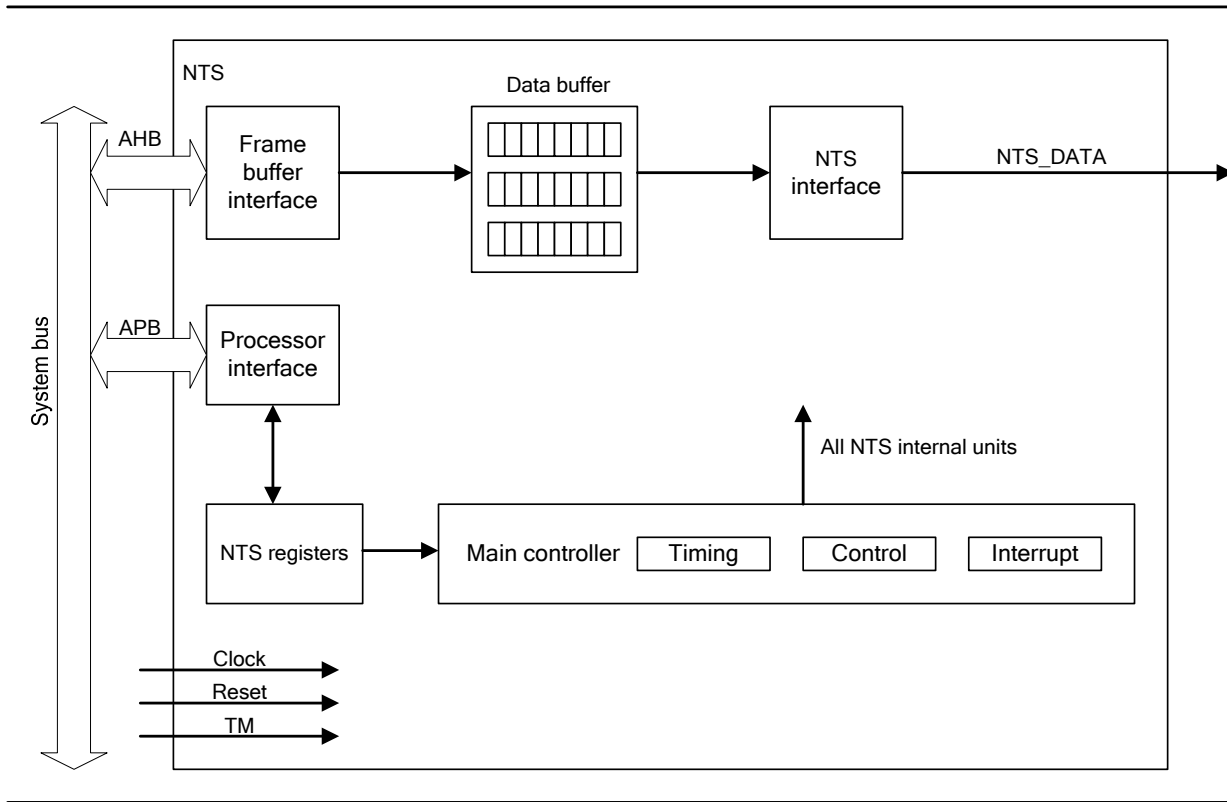 NTS
Data buffer
AHB
Frame
buffer
interface
NTS
interface
NTS_DATA
System bus
APB
Processor
interface
All NTS internal units
NTS registers
Main controller
Timing
Control
Interrupt
Clock
Reset
TM